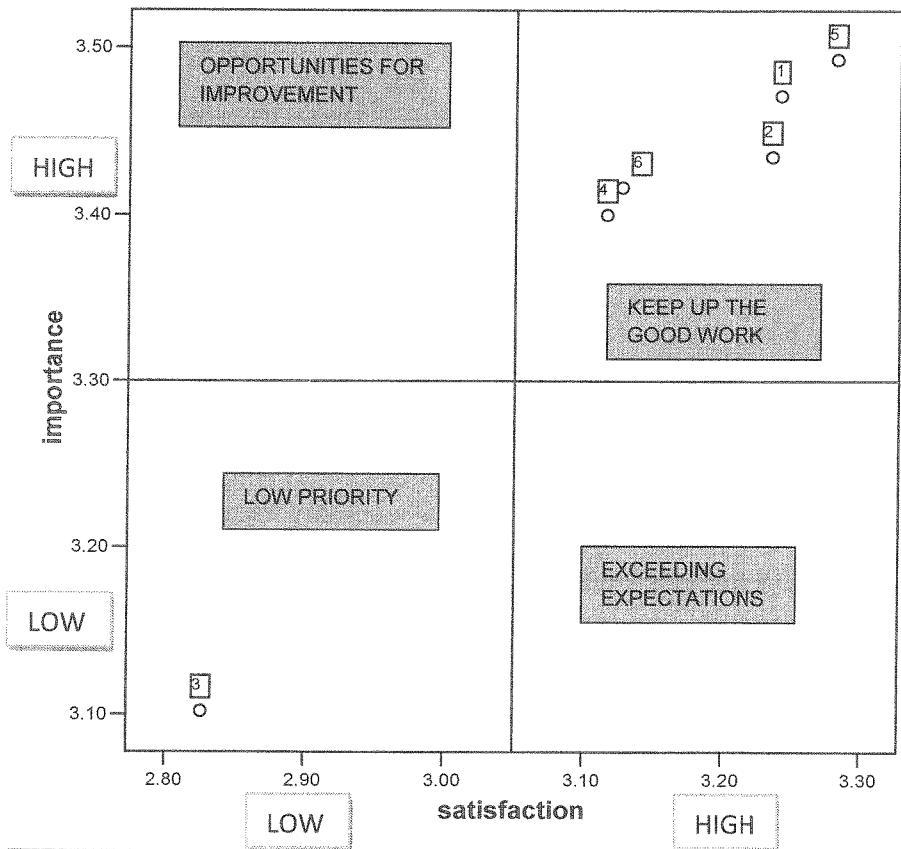 3.50
OPPORTUNITIES FOR
IMPROVEMENT
5
1
2
HIGH
6
4
3.40
KEEP UP THE
GOOD WORK
importance
3.30
LOW PRIORITY
3.20
EXCEEDING
EXPECTATIONS
LOW
3
3.10
2.80 2.90 3.00 3.10 3.20 3.30
satisfaction
LOW HIGH